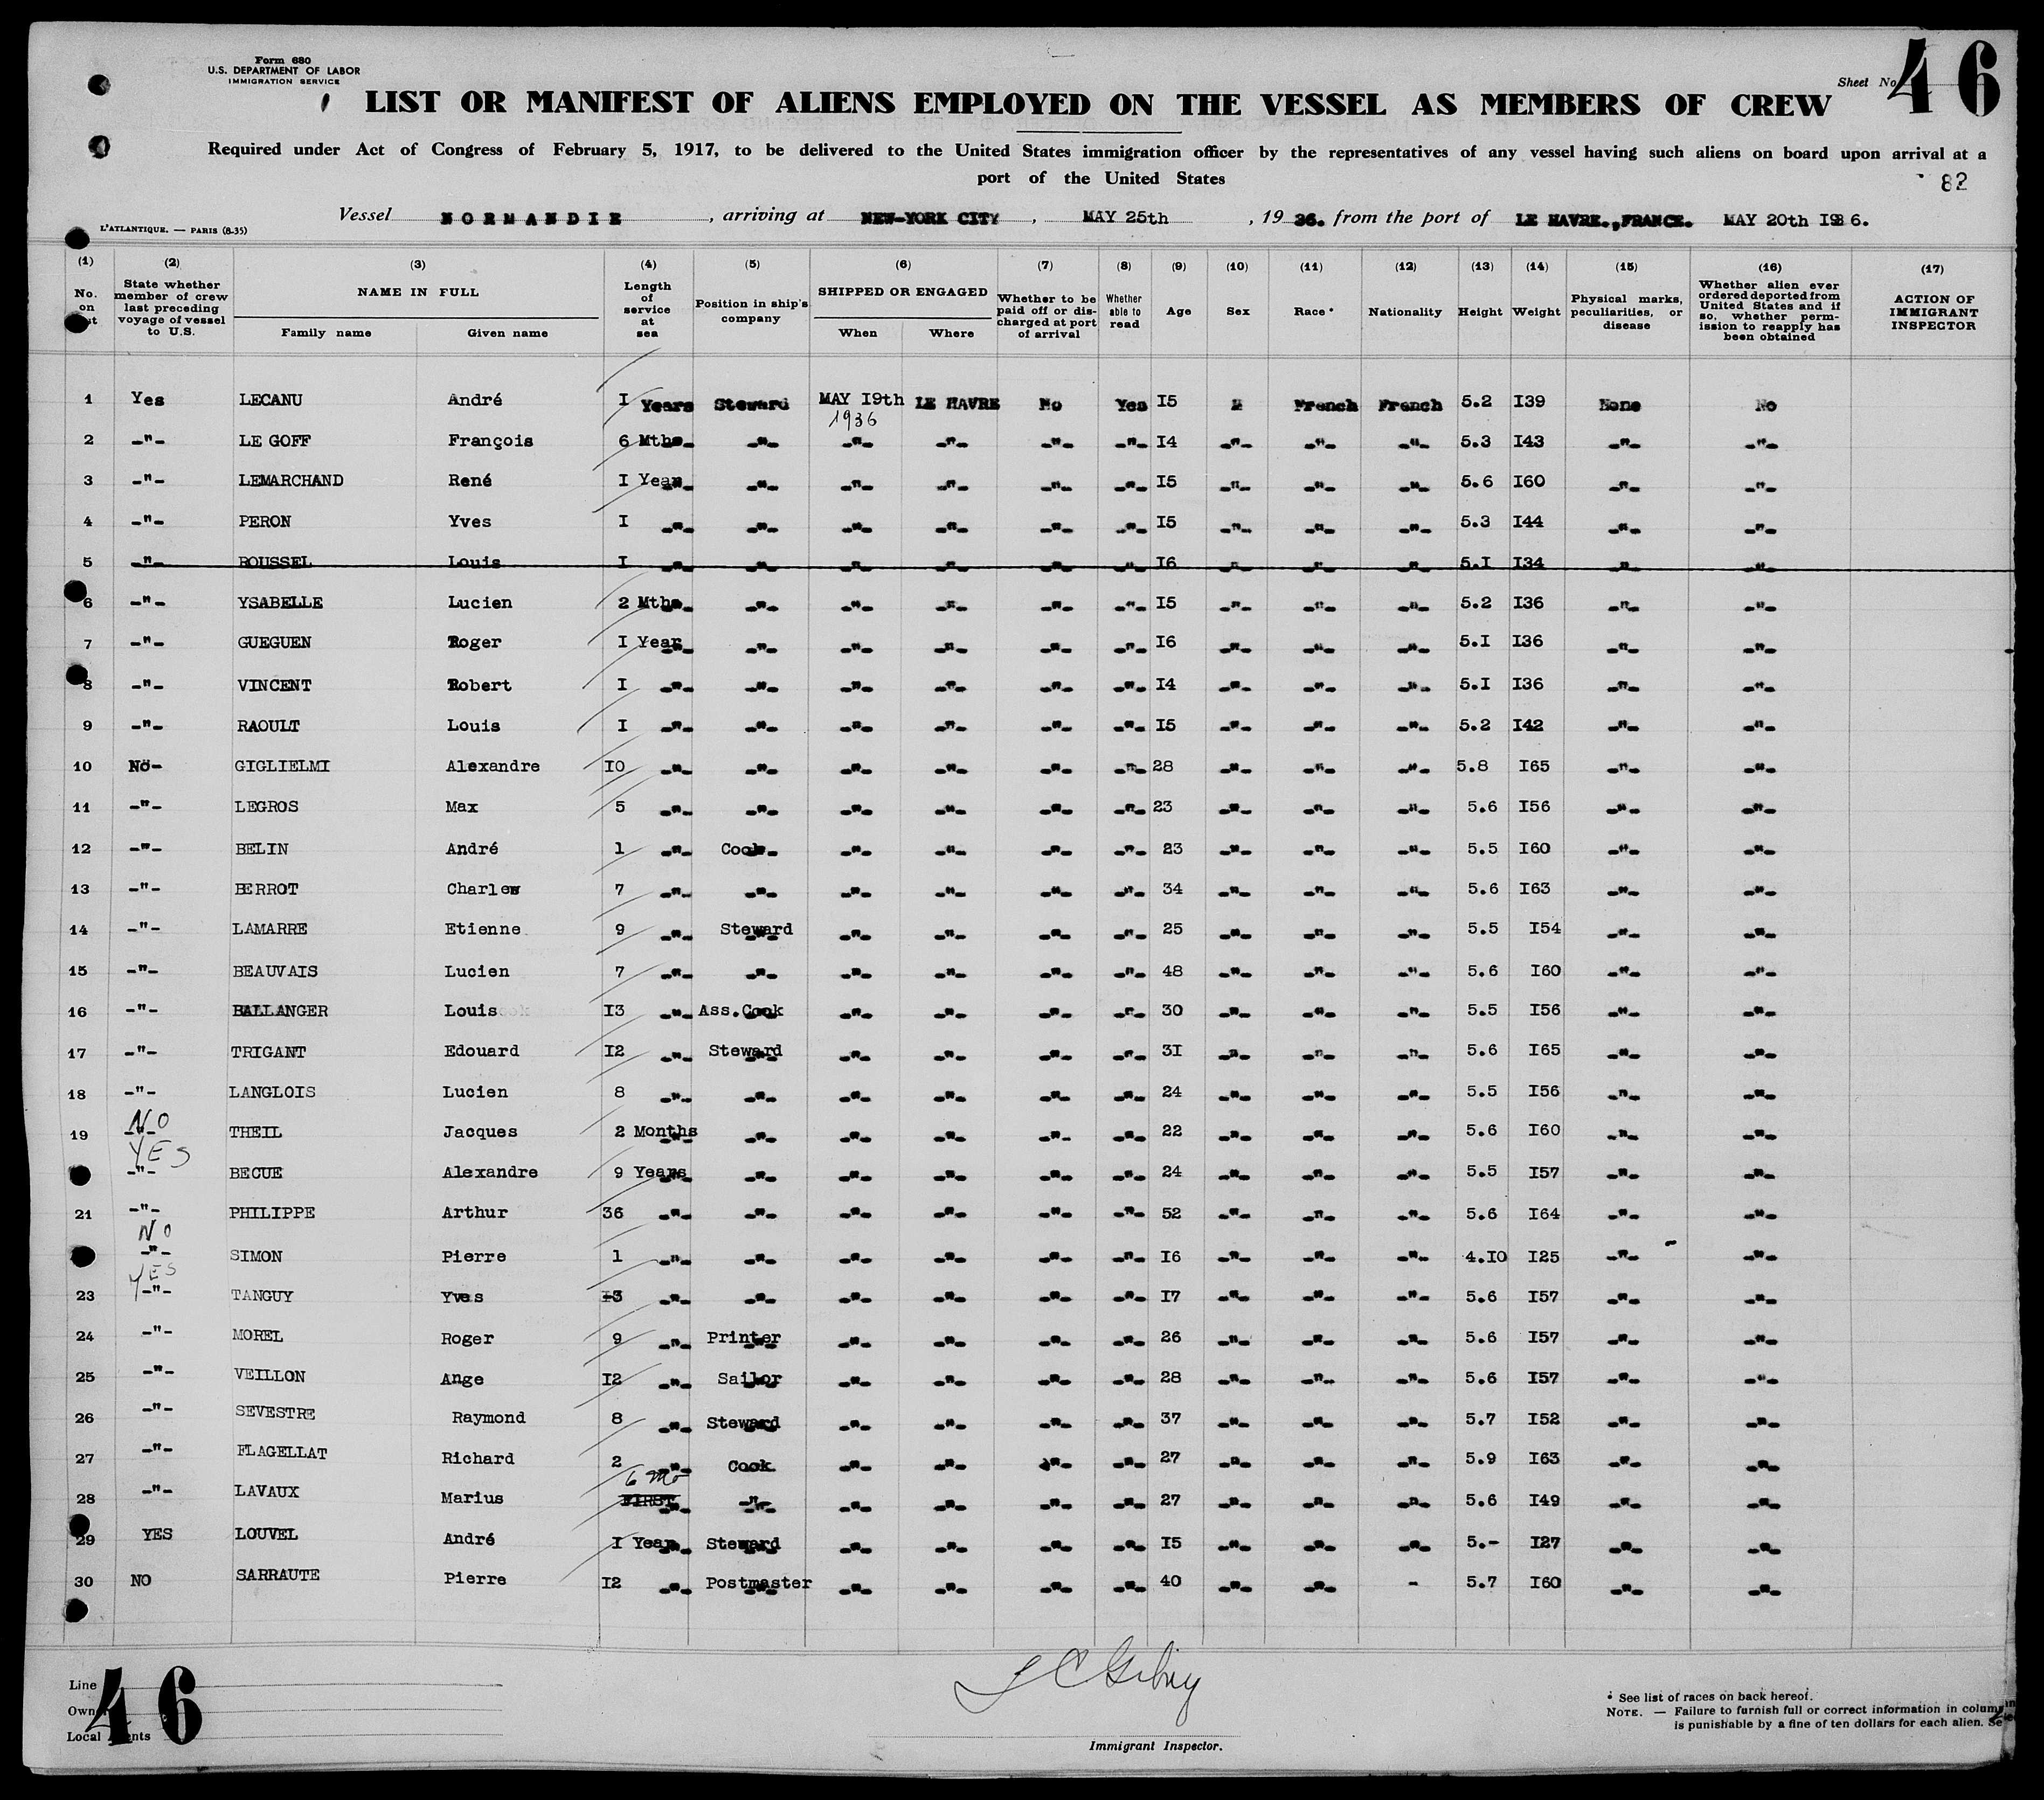 Form 680
U.S. DEPARTMENT OF LABOR
IMMIGRATION SERVICE
Sheet No. 46
LIST OR MANIFEST OF ALIENS EMPLOYED ON THE VESSEL AS MEMBERS OF CREW
Required under Act of Congress of February 5, 1917, to be delivered to the United States immigration officer by the representatives of any vessel having such aliens on board upon arrival at a
port of the United States
82
Vessel NORMANDIE, arriving at NEW-YORK CITY, MAY 25th, 1936. from the port of LE HAVRE.,FRANCE. MAY 20th 1936.
L'ATLANTIQUE. — PARIS (8-35)
(1) (2) (3) (4) (5) (6) (7) (8) (9) (10) (11) (12) (13) (14) (15) (16) (17)
No. on | State whether member of crew last preceding voyage of vessel to U.S. | NAME IN FULL Family name Given name | Length of service at sea | Position in ship's company | SHIPPED OR ENGAGED When Where | Whether to be paid off or discharged at port of arrival | Whether able to read | Age | Sex | Race* | Nationality | Height | Weight | Physical marks, peculiarities, or disease | Whether alien ever ordered deported from United States and if so, whether permission to reapply has been obtained | ACTION OF IMMIGRANT INSPECTOR
1 Yes LECANU André I Years Steward MAY I9th 1936 LE HAVRE No Yes I5 M French French 5.2 I39 None No
2 -"- LE GOFF François 6 Mths -"- -"- -"- -"- -"- I4 -"- -"- -"- 5.3 I43 -"- -"-
3 -"- LEMARCHAND René I Year -"- -"- -"- -"- -"- I5 -"- -"- -"- 5.6 I60 -"- -"-
4 -"- PERON Yves I -"- -"- -"- -"- -"- -"- I5 -"- -"- -"- 5.3 I44 -"- -"-
5 -"- ROUSSEL Louis I -"- -"- -"- -"- -"- -"- I6 -"- -"- -"- 5.I I34 -"- -"-
6 -"- YSABELLE Lucien 2 Mths -"- -"- -"- -"- -"- I5 -"- -"- -"- 5.2 I36 -"- -"-
7 -"- GUEGUEN Roger I Year -"- -"- -"- -"- -"- I6 -"- -"- -"- 5.I I36 -"- -"-
8 -"- VINCENT Robert I -"- -"- -"- -"- -"- -"- I4 -"- -"- -"- 5.I I36 -"- -"-
9 -"- RAOULT Louis I -"- -"- -"- -"- -"- -"- I5 -"- -"- -"- 5.2 I42 -"- -"-
10 No- GIGLIELMI Alexandre IO -"- -"- -"- -"- -"- -"- 28 -"- -"- -"- 5.8 I65 -"- -"-
11 -"- LEGROS Max 5 -"- -"- -"- -"- -"- -"- 23 -"- -"- -"- 5.6 I56 -"- -"-
12 -"- BELIN André 1 -"- Cook -"- -"- -"- -"- 23 -"- -"- -"- 5.5 I60 -"- -"-
13 -"- BERROT Charles 7 -"- -"- -"- -"- -"- -"- 34 -"- -"- -"- 5.6 I63 -"- -"-
14 -"- LAMARRE Etienne 9 -"- Steward -"- -"- -"- -"- 25 -"- -"- -"- 5.5 I54 -"- -"-
15 -"- BEAUVAIS Lucien 7 -"- -"- -"- -"- -"- -"- 48 -"- -"- -"- 5.6 I60 -"- -"-
16 -"- BALLANGER Louis I3 -"- Ass.Cook -"- -"- -"- -"- 30 -"- -"- -"- 5.5 I56 -"- -"-
17 -"- TRIGANT Edouard I2 -"- Steward -"- -"- -"- -"- 3I -"- -"- -"- 5.6 I65 -"- -"-
18 -"- LANGLOIS Lucien 8 -"- -"- -"- -"- -"- -"- 24 -"- -"- -"- 5.5 I56 -"- -"-
19 NO -"- THEIL Jacques 2 Months -"- -"- -"- -"- -"- 22 -"- -"- -"- 5.6 I60 -"- -"-
YES -"- BECUE Alexandre 9 Years -"- -"- -"- -"- -"- 24 -"- -"- -"- 5.5 I57 -"- -"-
21 -"- PHILIPPE Arthur 36 -"- -"- -"- -"- -"- -"- 52 -"- -"- -"- 5.6 I64 -"- -"-
NO -"- SIMON Pierre 1 -"- -"- -"- -"- -"- -"- I6 -"- -"- -"- 4.IO I25 -"- -"-
23 YES -"- TANGUY Yves 3 -"- -"- -"- -"- -"- -"- I7 -"- -"- -"- 5.6 I57 -"- -"-
24 -"- MOREL Roger 9 -"- Printer -"- -"- -"- -"- 26 -"- -"- -"- 5.6 I57 -"- -"-
25 -"- VEILLON Ange I2 -"- Sailor -"- -"- -"- -"- 28 -"- -"- -"- 5.6 I57 -"- -"-
26 -"- SEVESTRE Raymond 8 -"- Steward -"- -"- -"- -"- 37 -"- -"- -"- 5.7 I52 -"- -"-
27 -"- FLAGELLAT Richard 2 -"- Cook -"- -"- -"- -"- 27 -"- -"- -"- 5.9 I63 -"- -"-
28 -"- LAVAUX Marius 6 mo FIRST -"- -"- -"- -"- -"- -"- 27 -"- -"- -"- 5.6 I49 -"- -"-
29 YES LOUVEL André I Year Steward -"- -"- -"- -"- I5 -"- -"- -"- 5.- I27 -"- -"-
30 NO SARRAUTE Pierre I2 -"- Postmaster -"- -"- -"- -"- 40 -"- -"- - 5.7 I60 -"- -"-
Line
46
Local
Immigrant Inspector.
* See list of races on back hereof.
NOTE. — Failure to furnish full or correct information in
is punishable by a fine of ten dollars for each alien.